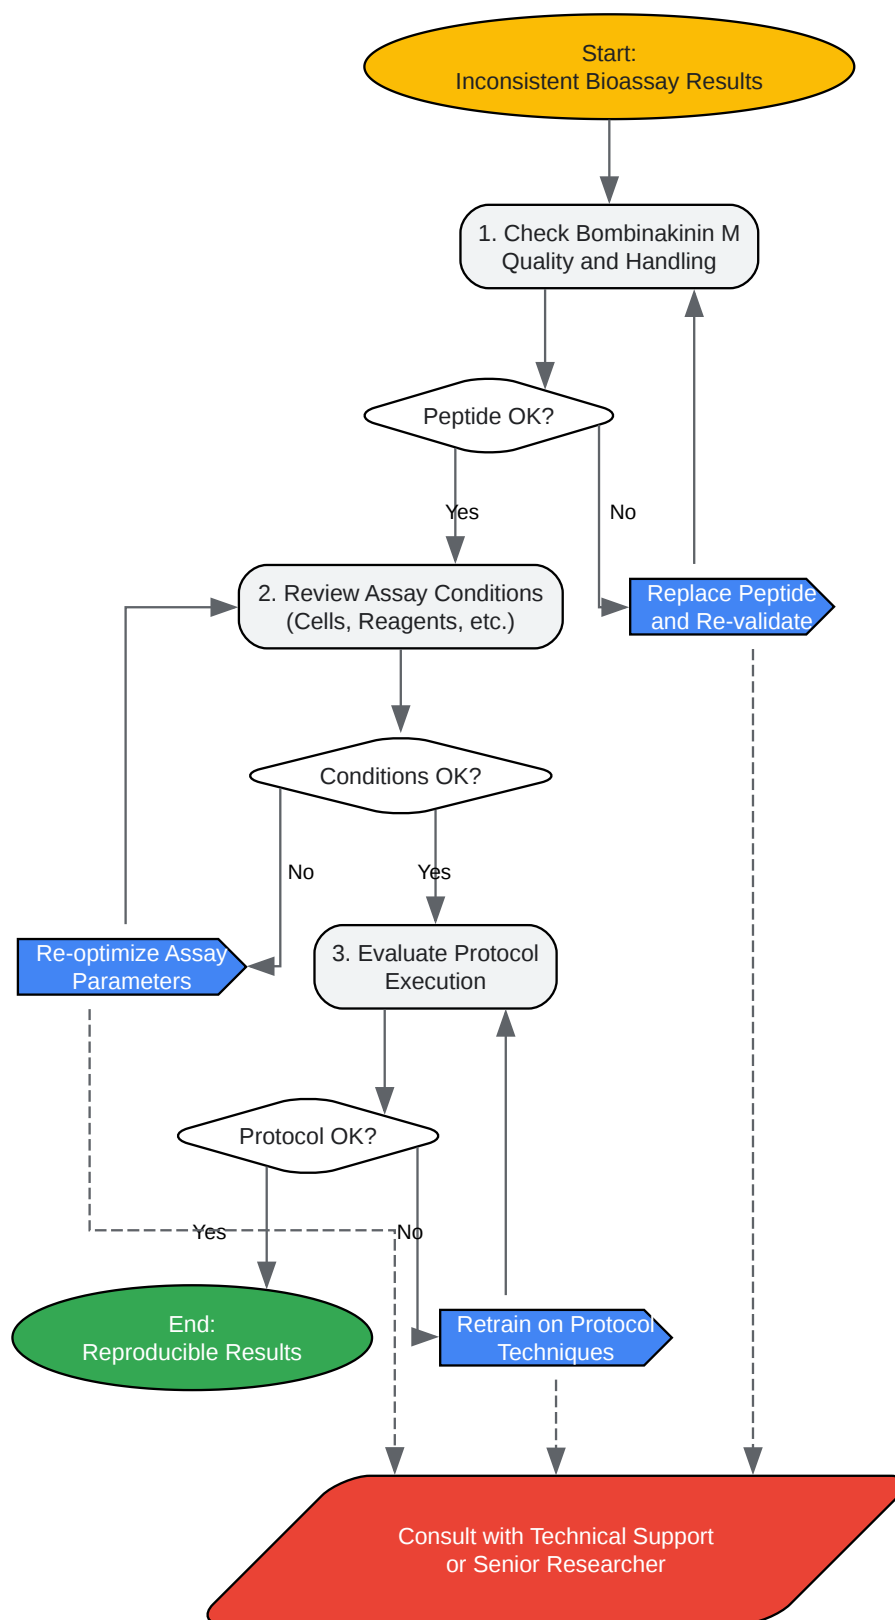 Start:
Inconsistent Bioassay Results
1. Check Bombinakinin M
Quality and Handling
Peptide OK?
Yes
No
2. Review Assay Conditions
(Cells, Reagents, etc.)
Replace Peptide
and Re-validate
Conditions OK?
No
Yes
Re-optimize Assay
Parameters
3. Evaluate Protocol
Execution
Protocol OK?
Yes
No
End:
Reproducible Results
Retrain on Protocol
Techniques
Consult with Technical Support
or Senior Researcher